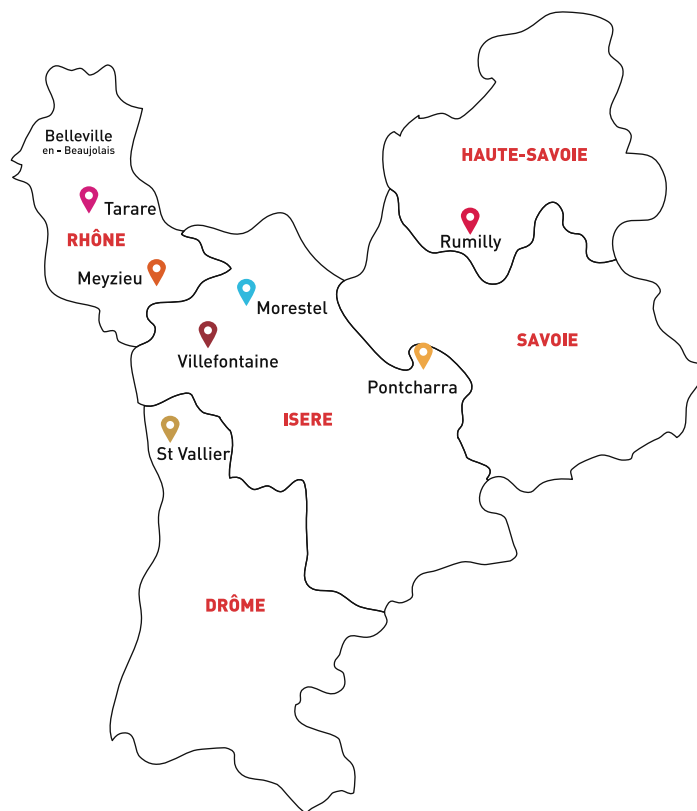 Belleville
en - Beaujolais
HAUTE-SAVOIE
Tarare
RHÔNE
Rumilly
Meyzieu
Morestel
SAVOIE
Villefontaine
Pontcharra
ISERE
St Vallier
DRÔME